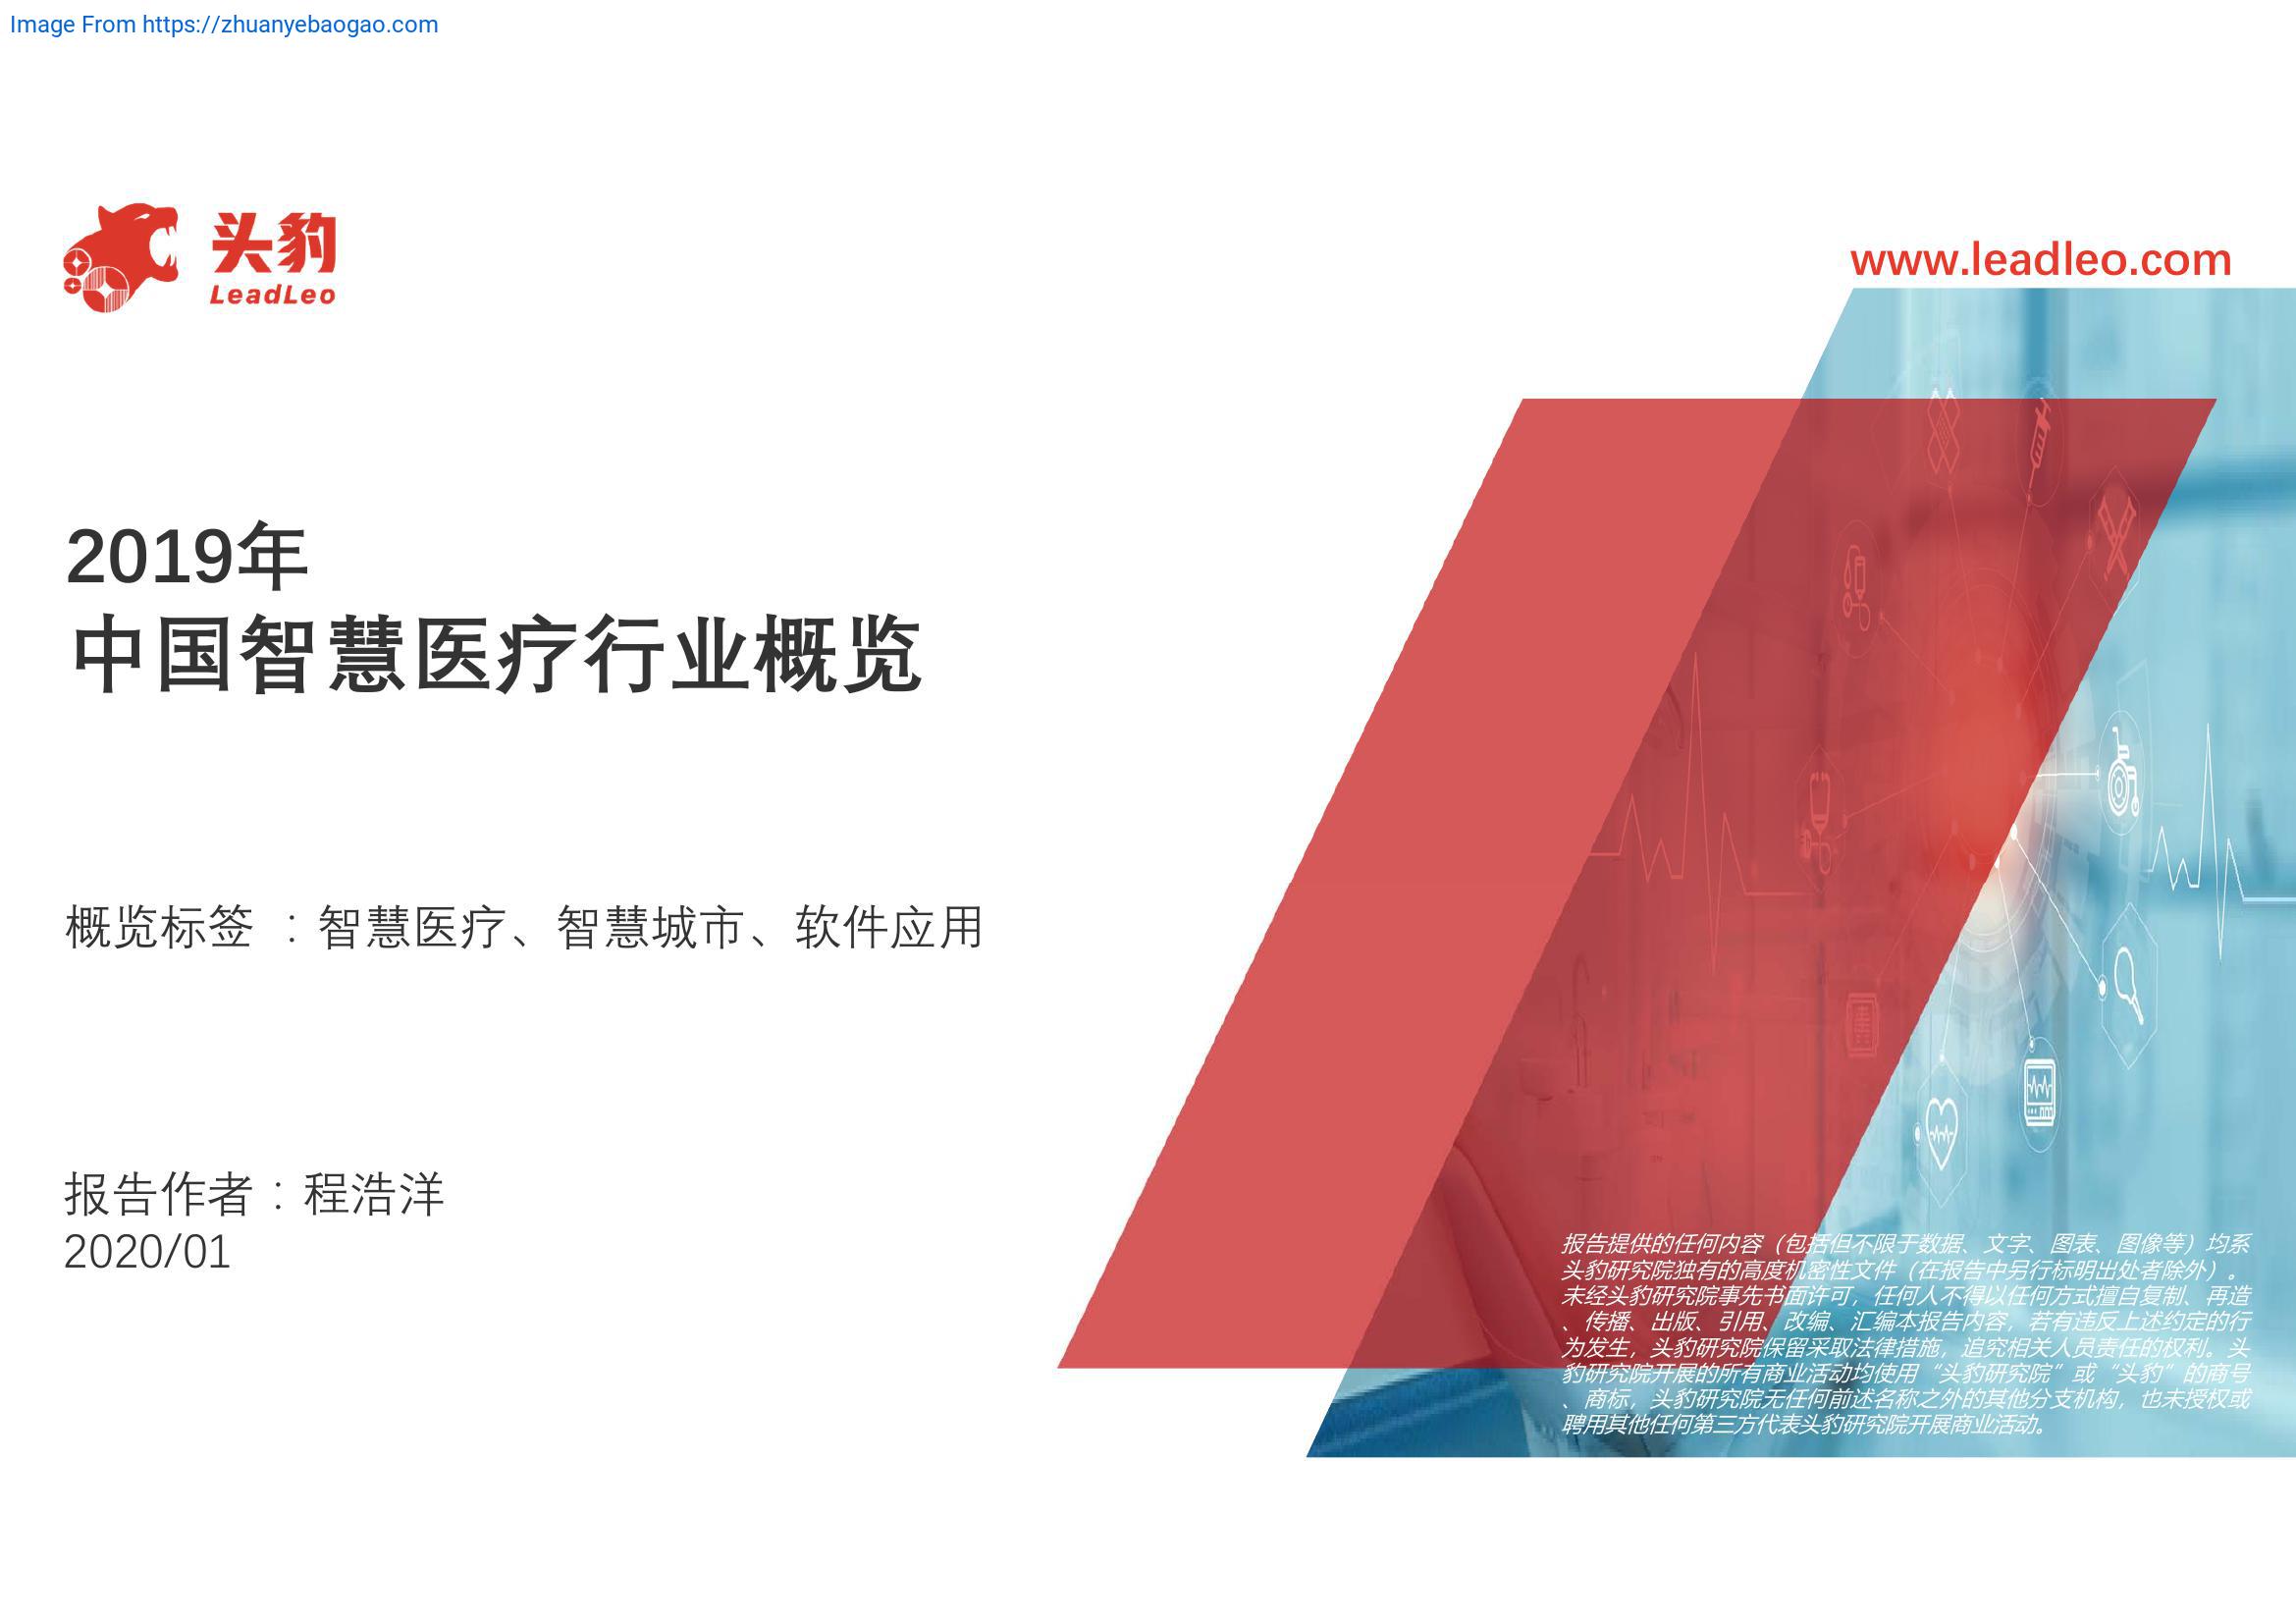 Image From https://zhuanyebaogao.com
头豹
LeadLeo
www.leadleo.com
2019年
中国智慧医疗行业概览
概览标签 ：智慧医疗、智慧城市、软件应用
报告作者：程浩洋
2020/01
报告提供的任何内容（包括但不限于数据、文字、图表、图像等）均系
头豹研究院独有的高度机密性文件（在报告中另行标明出处者除外）。
未经头豹研究院事先书面许可，任何人不得以任何方式擅自复制、再造
、传播、出版、引用、改编、汇编本报告内容，若有违反上述约定的行
为发生，头豹研究院保留采取法律措施，追究相关人员责任的权利。头
豹研究院开展的所有商业活动均使用“头豹研究院”或“头豹”的商号
、商标，头豹研究院无任何前述名称之外的其他分支机构，也未授权或
聘用其他任何第三方代表头豹研究院开展商业活动。